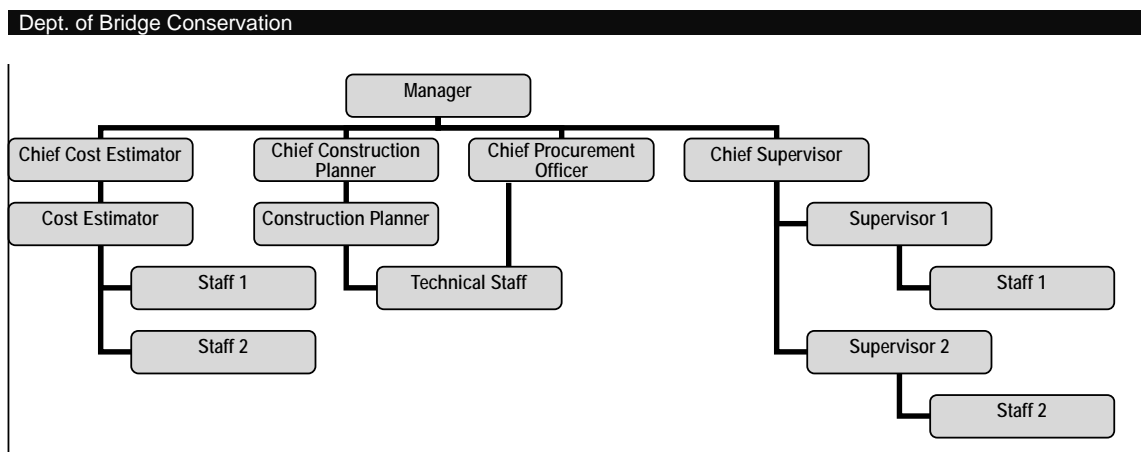 Dept. of Bridge Conservation
Manager
Chief Cost Estimator
Chief Construction
Planner
Chief Procurement
Officer
Chief Supervisor
Cost Estimator
Construction Planner
Supervisor 1
Staff 1
Technical Staff
Staff 1
Staff 2
Supervisor 2
Staff 2